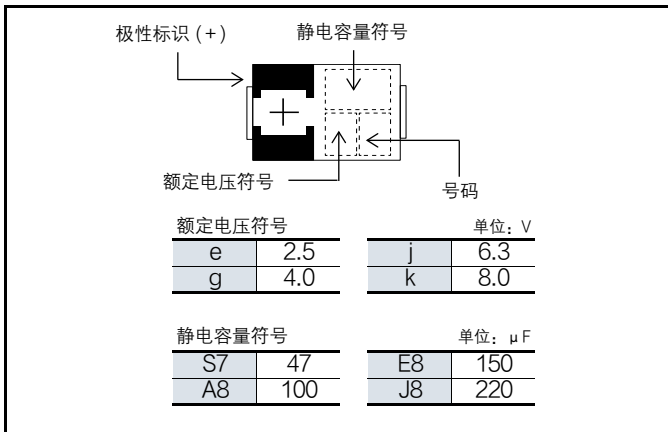 极性标识 (+)
静电容量符号
+
额定电压符号
号码
额定电压符号 单位：V
e 2.5 j 6.3
g 4.0 k 8.0
静电容量符号 单位：μF
S7 47 E8 150
A8 100 J8 220